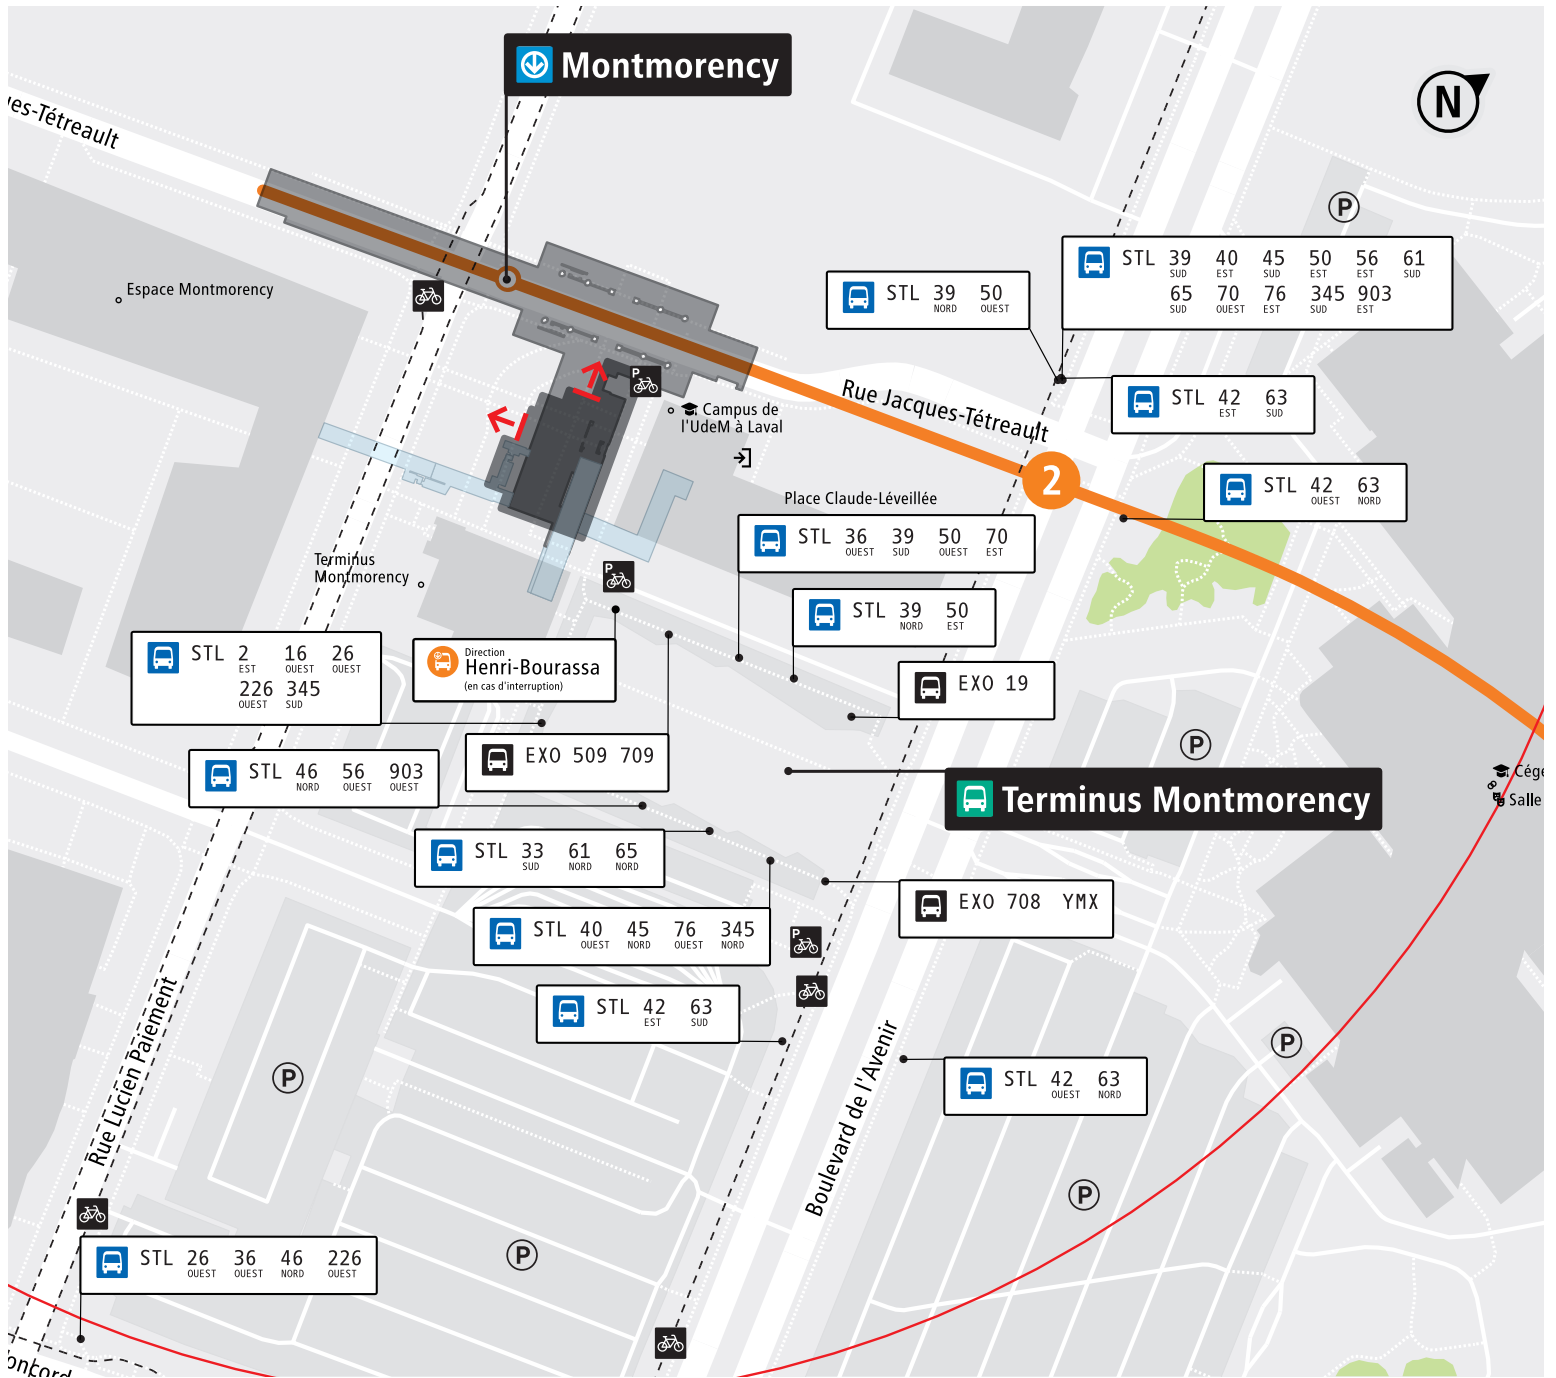 Montmorency
N
ues-Tétreault
P
STL 39 40 45 50 56 61
SUD EST SUD EST EST SUD
65 70 76 345 903
SUD OUEST EST SUD EST
STL 39 50
NORD OUEST
Espace Montmorency
P
STL 42 63
EST SUD
Rue Jacques-Tétreault
Campus de
l'UdeM à Laval
2
STL 42 63
OUEST NORD
Place Claude-Léveillée
STL 36 39 50 70
OUEST SUD OUEST EST
Terminus
Montmorency
P
STL 39 50
NORD EST
STL 2 16 26
EST OUEST OUEST
226 345
OUEST SUD
Direction
Henri-Bourassa
(en cas d'interruption)
EXO 19
EXO 509 709
P
STL 46 56 903
NORD OUEST OUEST
Terminus Montmorency
Cége
Salle
STL 33 61 65
SUD NORD NORD
EXO 708 YMX
STL 40 45 76 345
OUEST NORD OUEST NORD
P
STL 42 63
EST SUD
P
P
Rue Lucien Paiement
Boulevard de l'Avenir
STL 42 63
OUEST NORD
P
P
STL 26 36 46 226
OUEST OUEST NORD OUEST